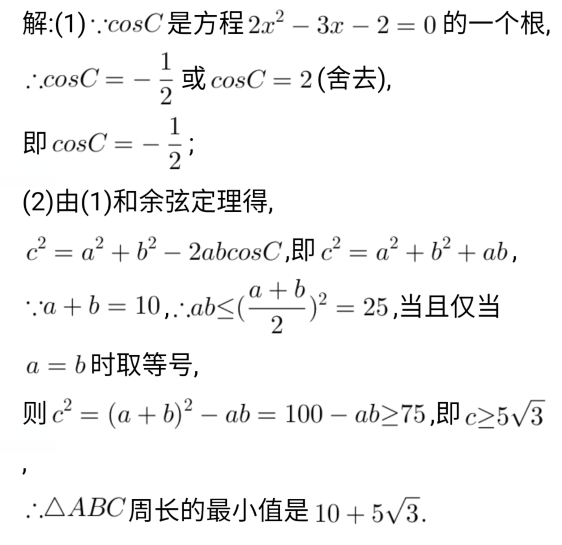 解:(1)∵cosC是方程2x² − 3x − 2 = 0的一个根,
∴cosC = −1/2或cosC = 2(舍去),
即cosC = −1/2;
(2)由(1)和余弦定理得,
c² = a² + b² − 2abcosC,即c² = a² + b² + ab,
∵a + b = 10,∴ab≤((a + b)/2)² = 25,当且仅当
a = b时取等号,
则c² = (a + b)² − ab = 100 − ab≥75,即c≥5√3
,
∴△ABC周长的最小值是10 + 5√3.